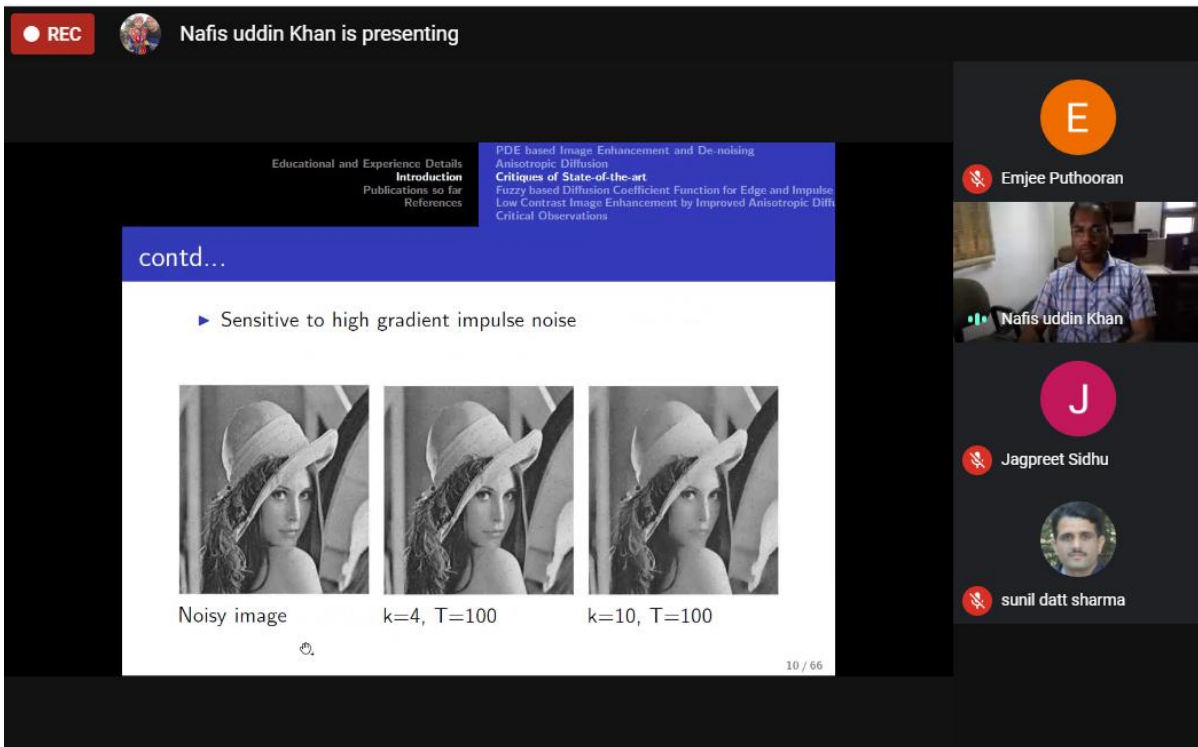 REC
Nafis uddin Khan is presenting
Educational and Experience Details
Introduction
Publications so far
References
PDE based Image Enhancement and De-noising
Anisotropic Diffusion
Critiques of State-of-the-art
Fuzzy based Diffusion Coefficient Function for Edge and Impulse
Low Contrast Image Enhancement by Improved Anisotropic Diff
Critical Observations
contd...
► Sensitive to high gradient impulse noise
Noisy image
k=4, T=100
k=10, T=100
10 / 66
E
Emjee Puthooran
Nafis uddin Khan
J
Jagpreet Sidhu
sunil datt sharma